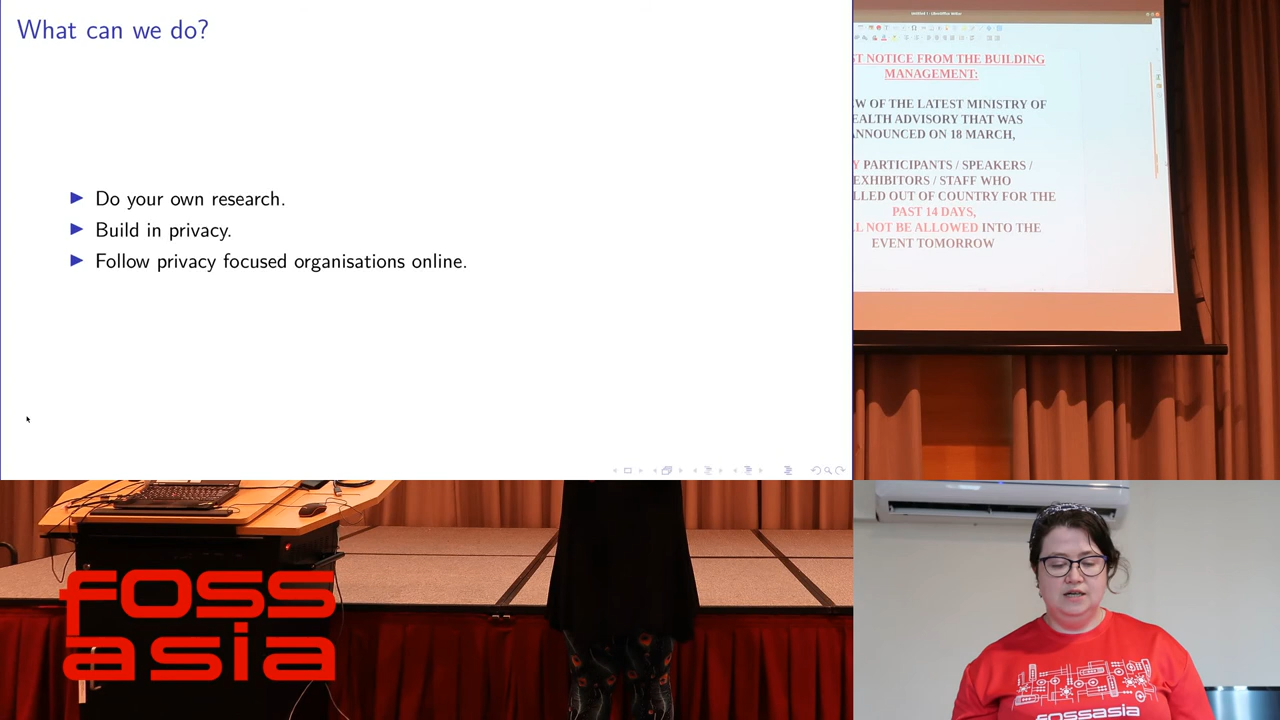 What can we do?
Do your own research.
Build in privacy.
Follow privacy focused organisations online.
NOTICE FROM THE BUILDING
MANAGEMENT:
OF THE LATEST MINISTRY OF
ADVISORY THAT WAS
ANNOUNCED ON 18 MARCH,
PARTICIPANTS / SPEAKERS /
EXHIBITORS / STAFF WHO
OUT OF COUNTRY FOR THE
PAST 14 DAYS,
NOT BE ALLOWED INTO THE
EVENT TOMORROW
FOSS
asia
fossasia